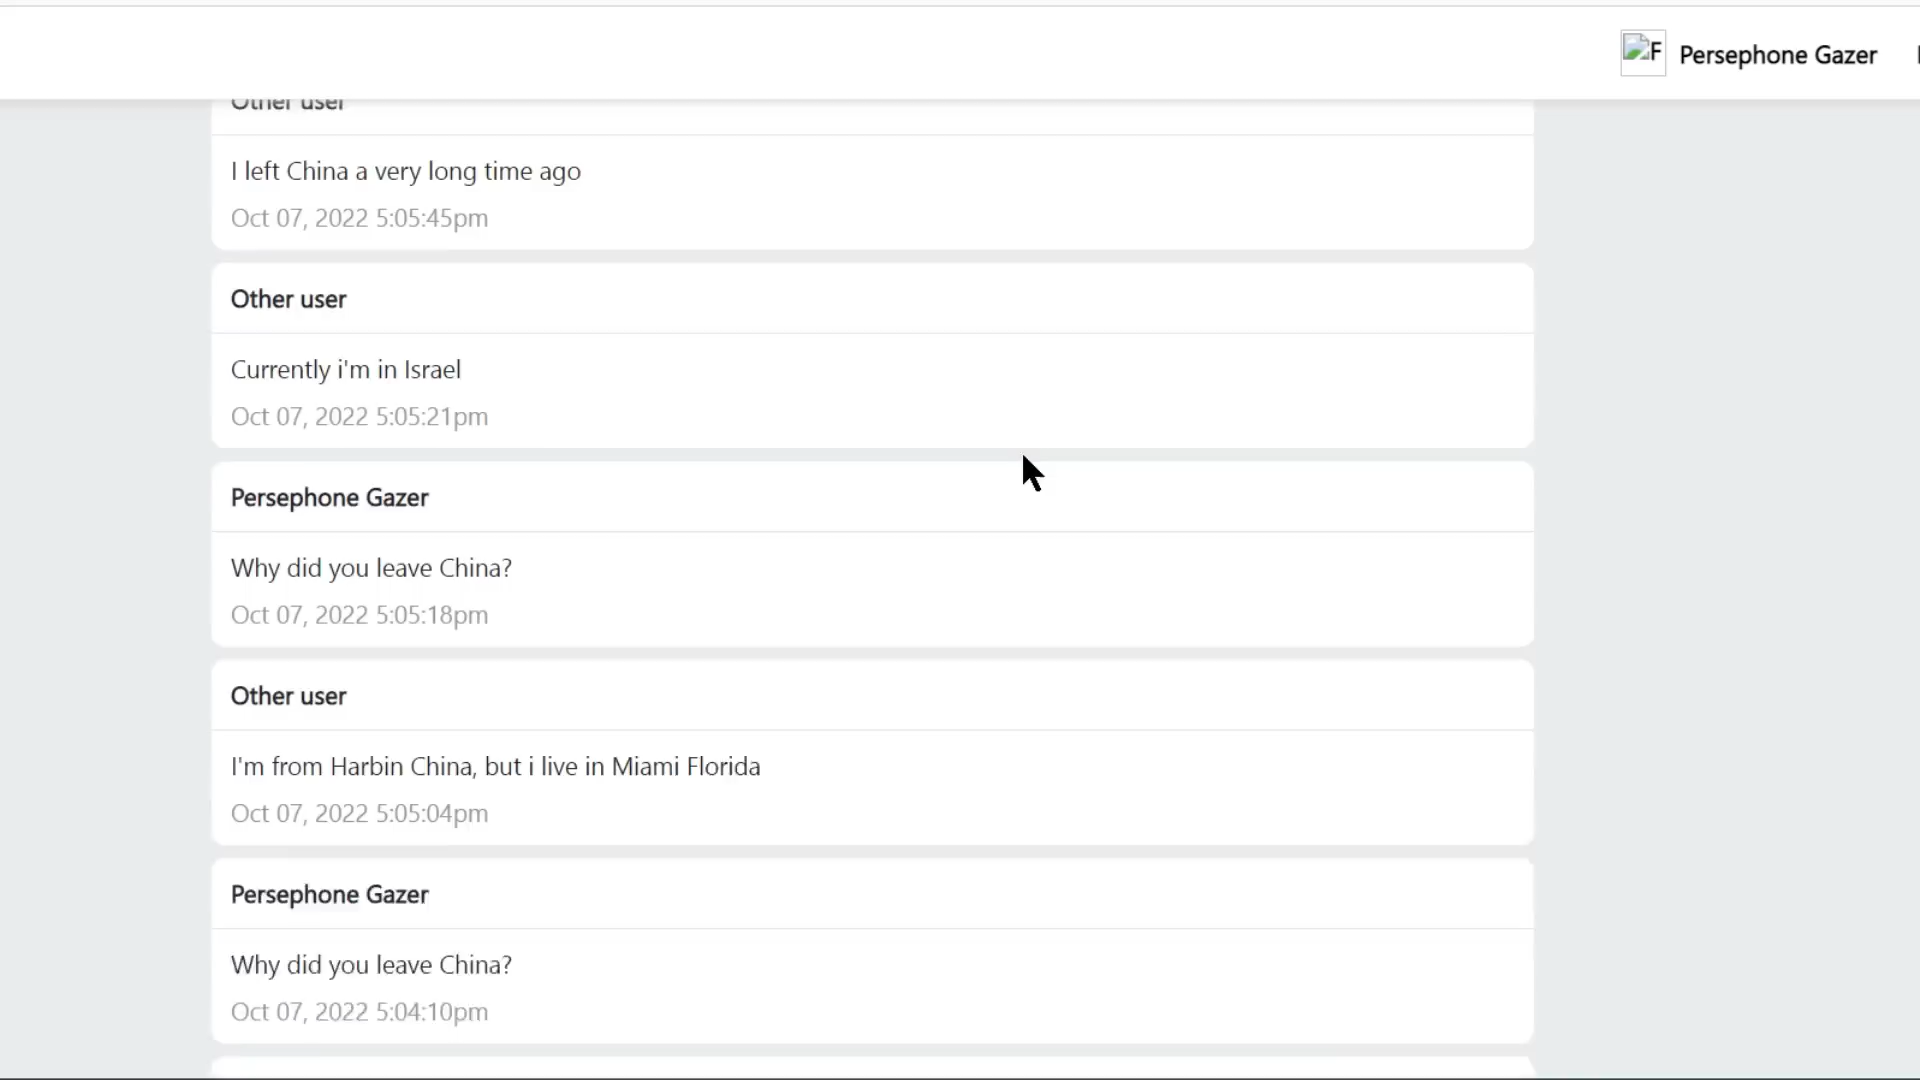 F Persephone Gazer
Other user
I left China a very long time ago
Oct 07, 2022 5:05:45pm
Other user
Currently i'm in Israel
Oct 07, 2022 5:05:21pm
Persephone Gazer
Why did you leave China?
Oct 07, 2022 5:05:18pm
Other user
I'm from Harbin China, but i live in Miami Florida
Oct 07, 2022 5:05:04pm
Persephone Gazer
Why did you leave China?
Oct 07, 2022 5:04:10pm